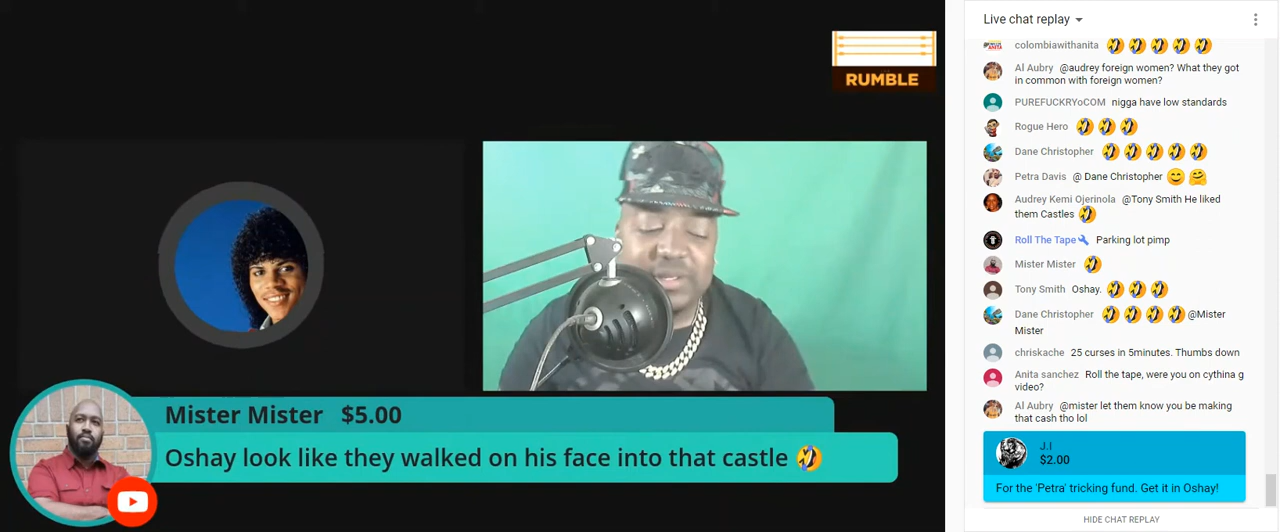 RUMBLE
Mister Mister $5.00
Oshay look like they walked on his face into that castle 🤣
Live chat replay
colombiawithanita 🤣🤣🤣🤣🤣
Al Aubry @audrey foreign women? What they got
in common with foreign women?
PUREFUCKRYoCOM nigga have low standards
Rogue Hero 🤣🤣🤣
Dane Christopher 🤣🤣🤣🤣🤣
Petra Davis @ Dane Christopher 😊 🤗
Audrey Kemi Ojerinola @Tony Smith He liked
them Castles 🤣
Roll The Tape Parking lot pimp
Mister Mister 🤣
Tony Smith Oshay. 🤣🤣🤣
Dane Christopher 🤣🤣🤣🤣 @Mister
Mister
chriskache 25 curses in 5minutes. Thumbs down
Anita sanchez Roll the tape, were you on cythina g
video?
Al Aubry @mister let them know you be making
that cash tho lol
J.I
$2.00
For the 'Petra' tricking fund. Get it in Oshay!
HIDE CHAT REPLAY